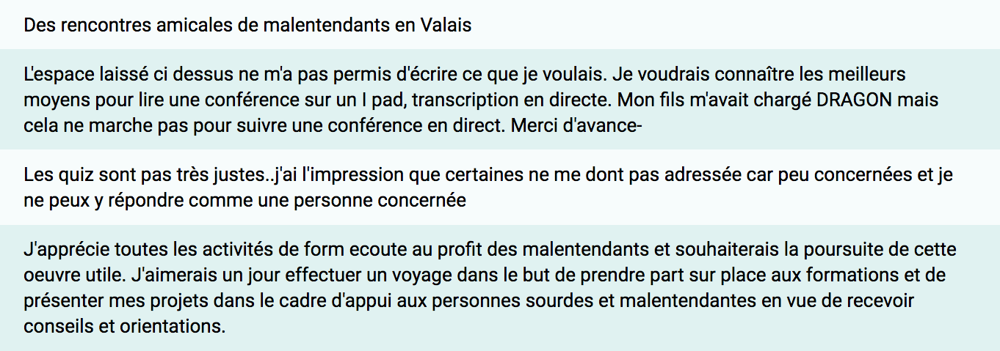 Des rencontres amicales de malentendants en Valais
L'espace laissé ci dessus ne m'a pas permis d'écrire ce que je voulais. Je voudrais connaître les meilleurs
moyens pour lire une conférence sur un I pad, transcription en directe. Mon fils m'avait chargé DRAGON mais
cela ne marche pas pour suivre une conférence en direct. Merci d'avance-
Les quiz sont pas très justes..j'ai l'impression que certaines ne me dont pas adressée car peu concernées et je
ne peux y répondre comme une personne concernée
J'apprécie toutes les activités de form ecoute au profit des malentendants et souhaiterais la poursuite de cette
oeuvre utile. J'aimerais un jour effectuer un voyage dans le but de prendre part sur place aux formations et de
présenter mes projets dans le cadre d'appui aux personnes sourdes et malentendantes en vue de recevoir
conseils et orientations.